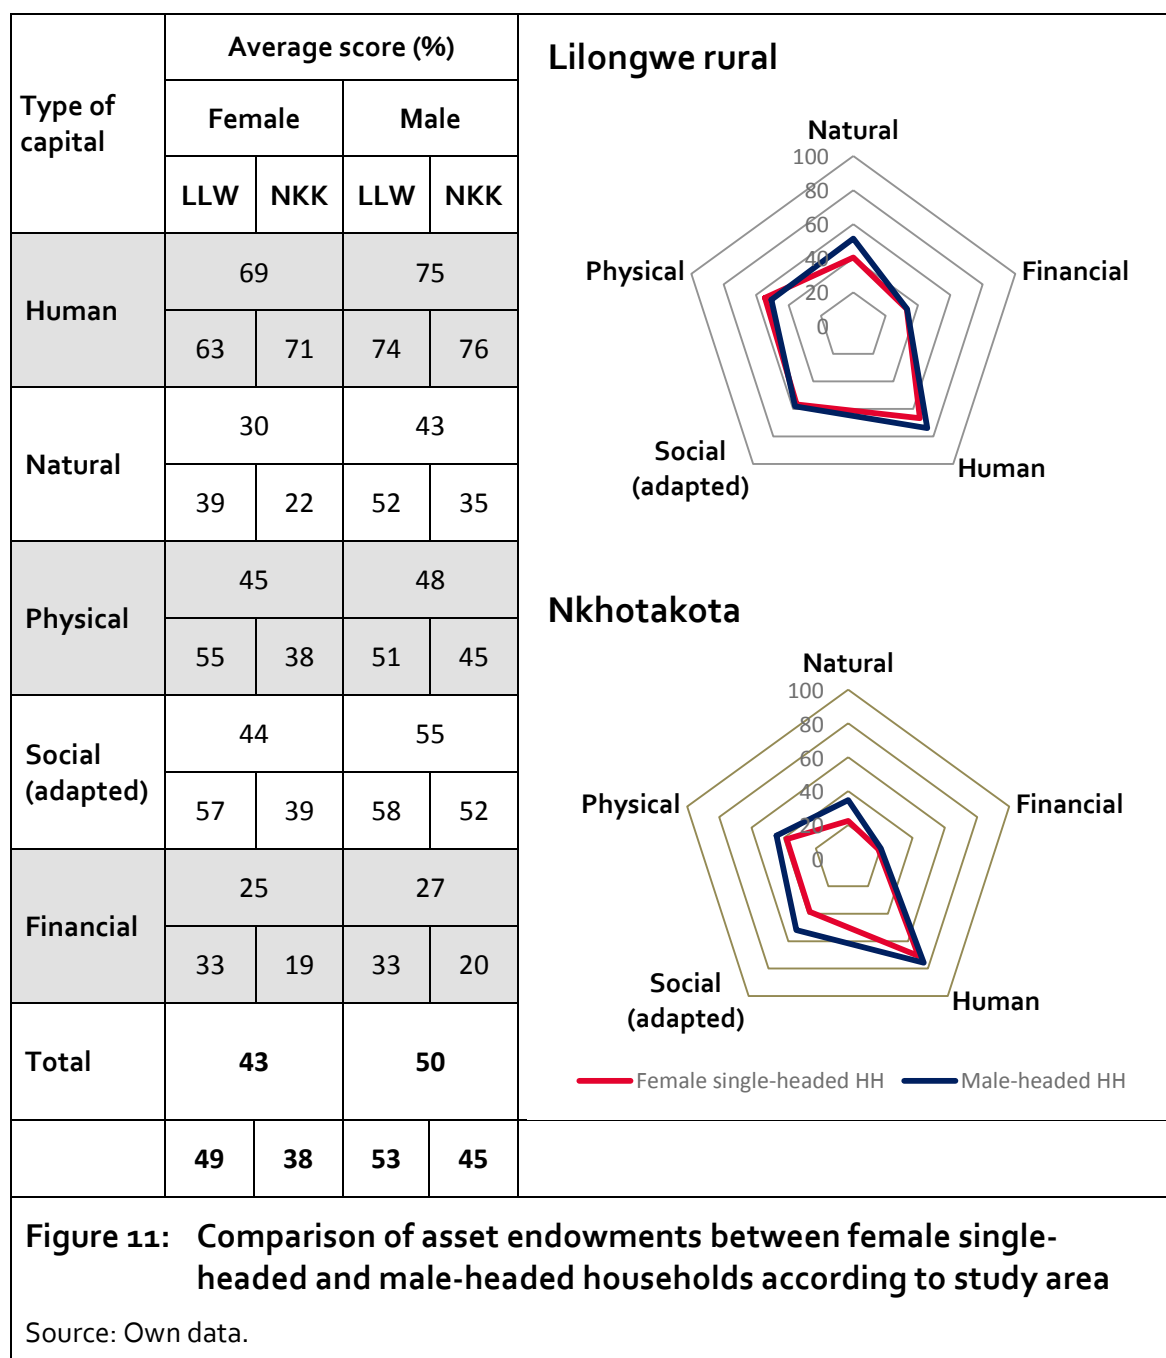 Type of capital
Average score (%)
Female
Male
LLW
NKK
LLW
NKK
Human
69
75
63
71
74
76
Natural
30
43
39
22
52
35
Physical
45
48
55
38
51
45
Social (adapted)
44
55
57
39
58
52
Financial
25
27
33
19
33
20
Total
43
50
49
38
53
45
Lilongwe rural
Natural
100
80
60
40
20
0
Physical
Financial
Social
(adapted)
Human
Nkhotakota
Natural
100
80
60
40
20
0
Physical
Financial
Social
(adapted)
Human
Female single-headed HH
Male-headed HH
Figure 11: Comparison of asset endowments between female single-
headed and male-headed households according to study area
Source: Own data.